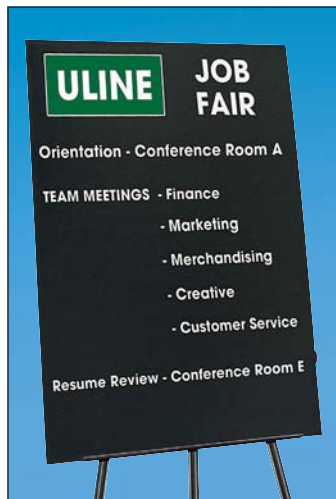 ULINE
JOB
FAIR
Orientation - Conference Room A
TEAM MEETINGS - Finance
- Marketing
- Merchandising
- Creative
- Customer Service
Resume Review - Conference Room E